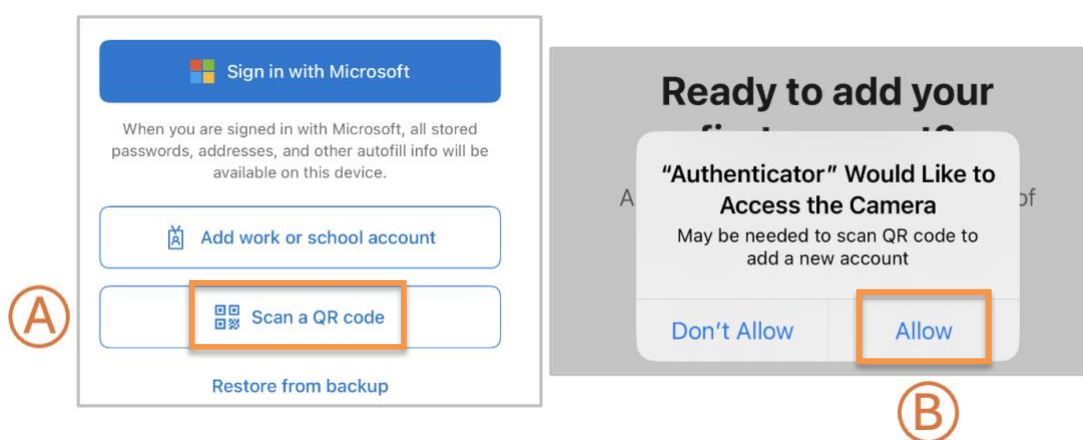 Sign in with Microsoft
When you are signed in with Microsoft, all stored
passwords, addresses, and other autofill info will be
available on this device.
Add work or school account
A
Scan a QR code
Restore from backup
Ready to add your
A
of
“Authenticator” Would Like to
Access the Camera
May be needed to scan QR code to
add a new account
Don’t Allow
Allow
B